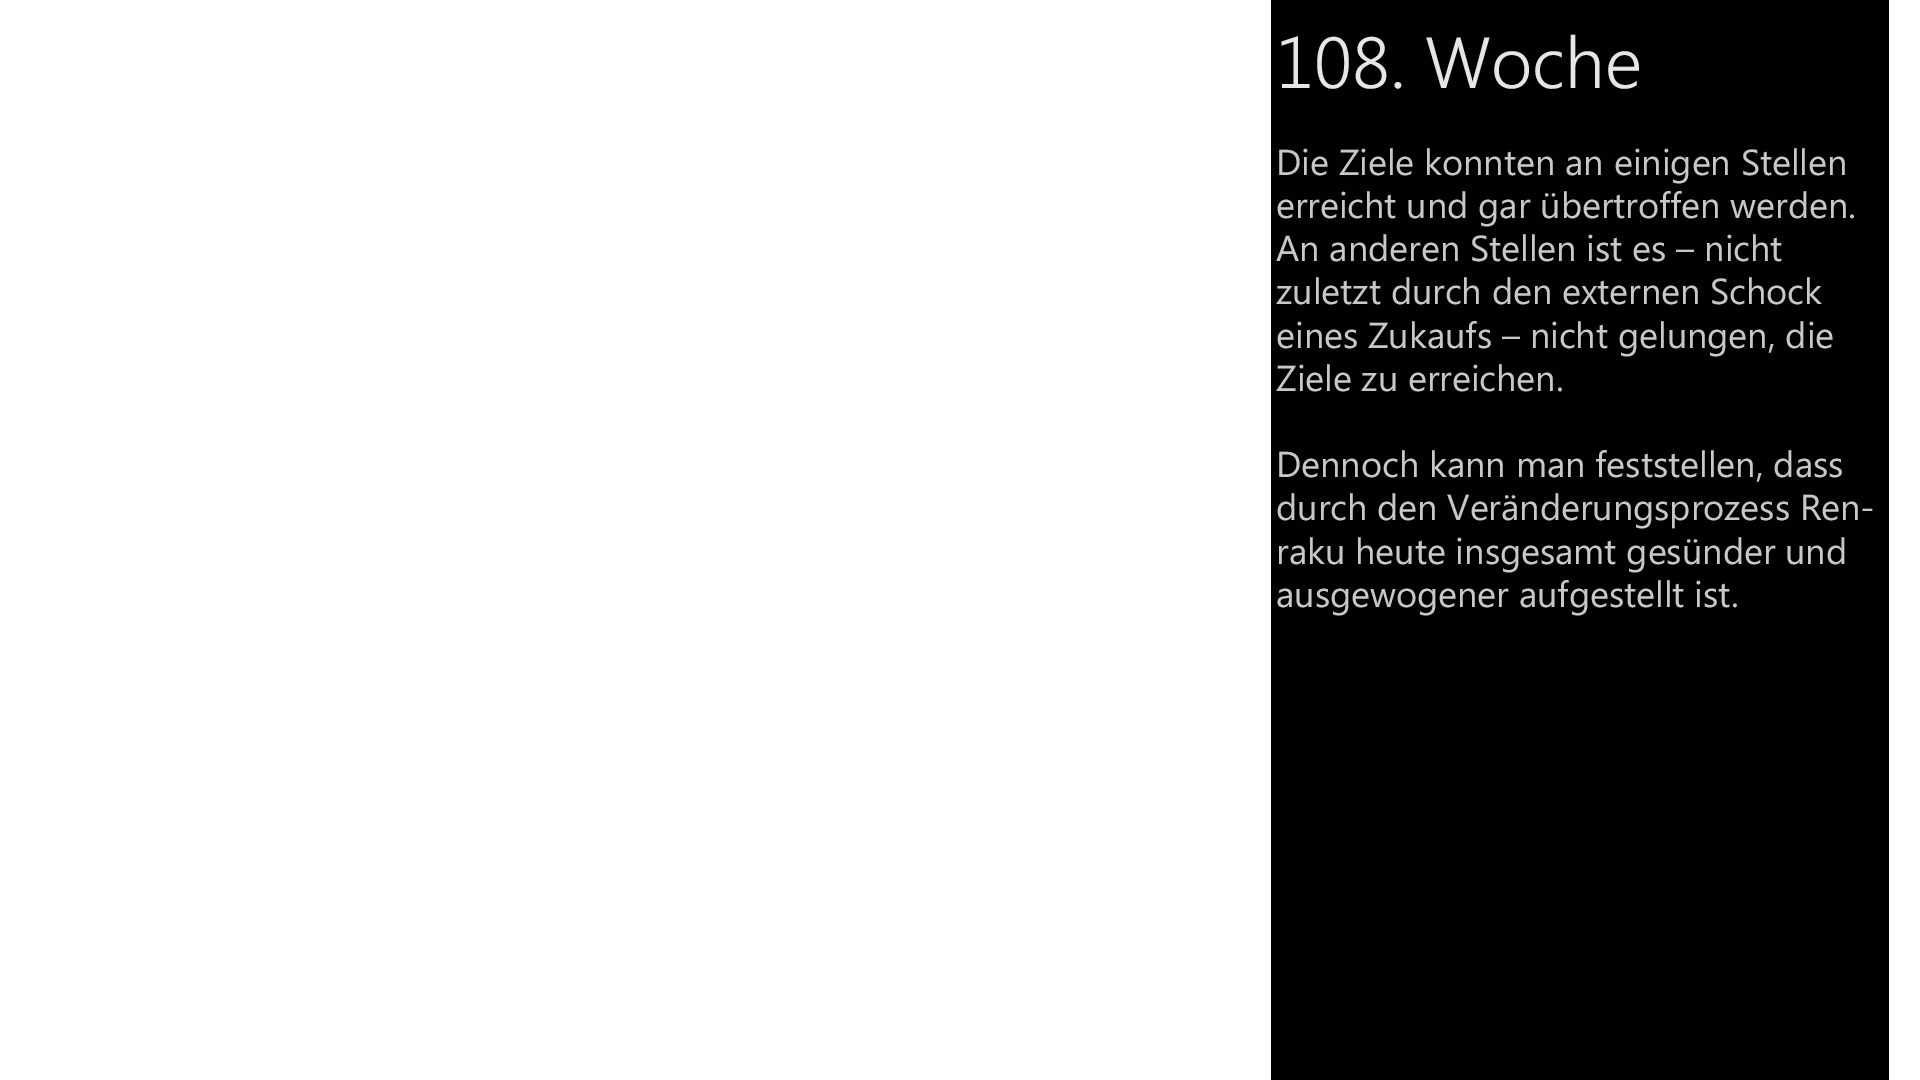 108. Woche
Die Ziele konnten an einigen Stellen
erreicht und gar übertroffen werden.
An anderen Stellen ist es – nicht
zuletzt durch den externen Schock
eines Zukaufs – nicht gelungen, die
Ziele zu erreichen.
Dennoch kann man feststellen, dass
durch den Veränderungsprozess Ren-
raku heute insgesamt gesünder und
ausgewogener aufgestellt ist.